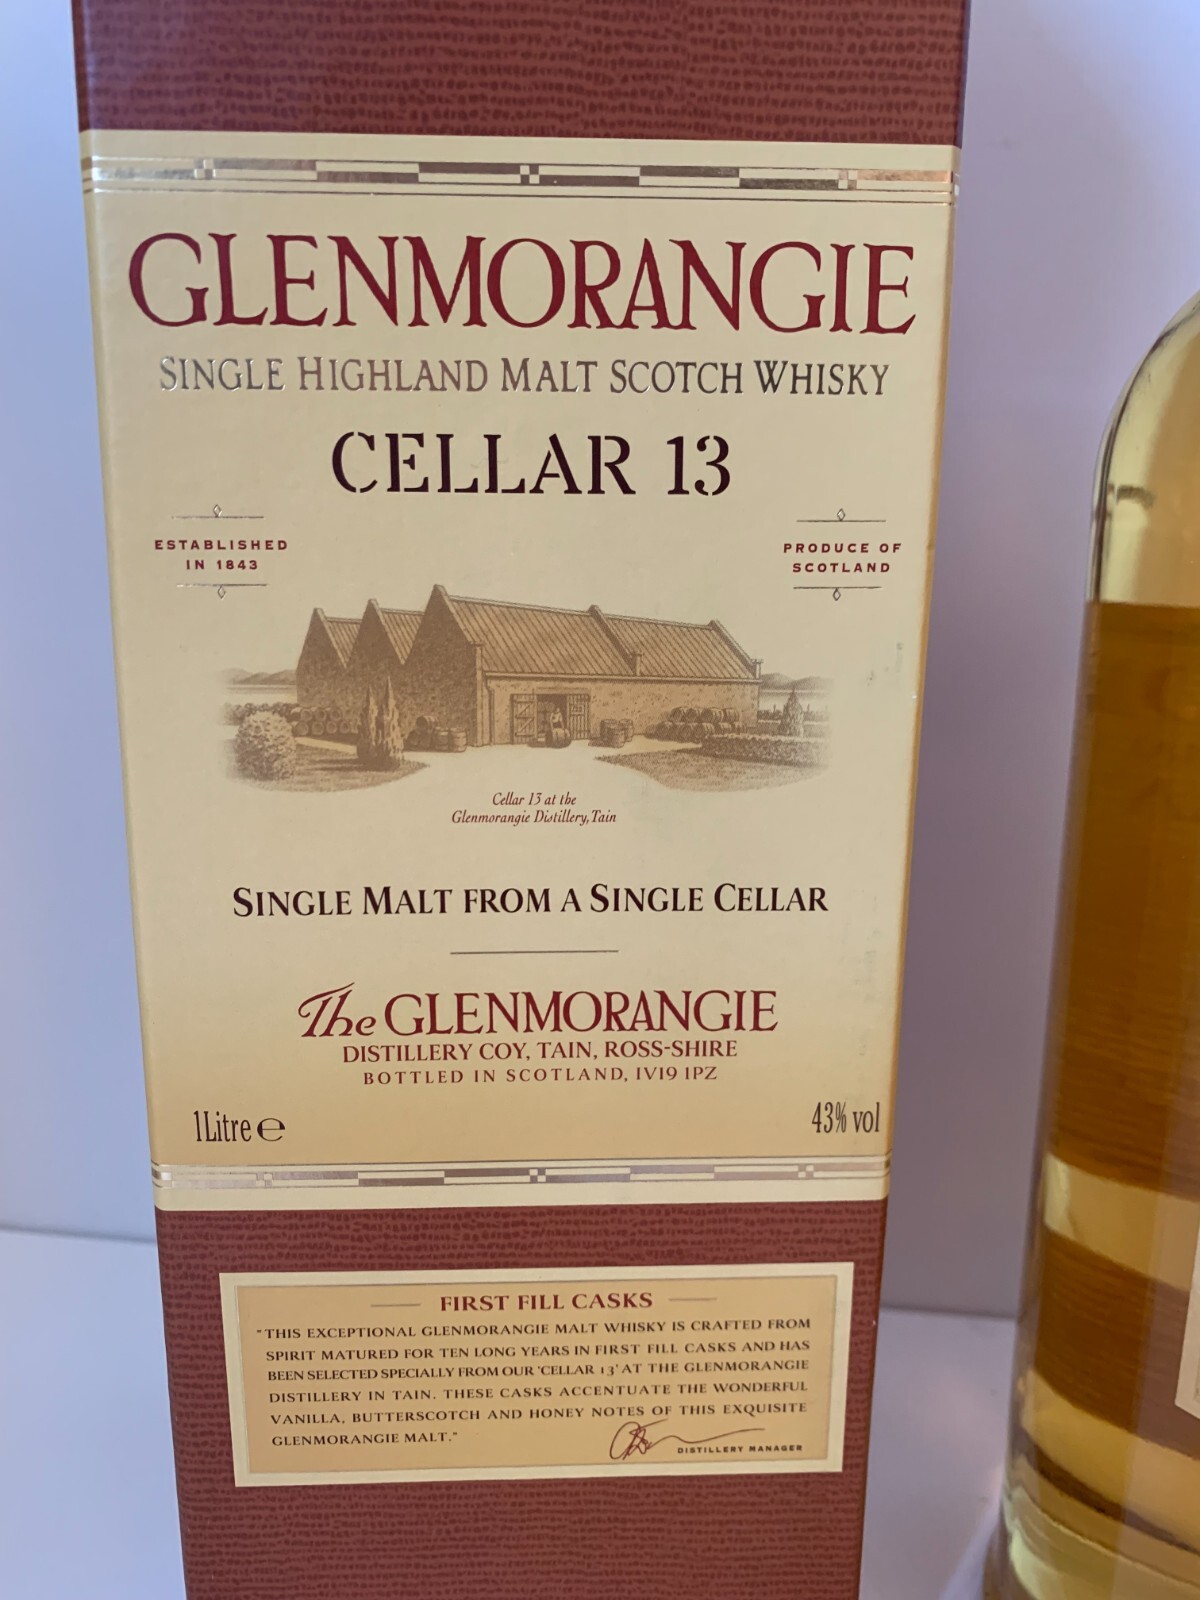 GLENMORANGIE
SINGLE HIGHLAND MALT SCOTCH WHISKY
CELLAR 13
ESTABLISHED
IN 1843
PRODUCE OF
SCOTLAND
Cellar 13 at the
Glenmorangie Distillery, Tain
SINGLE MALT FROM A SINGLE CELLAR
The GLENMORANGIE
DISTILLERY COY, TAIN, ROSS-SHIRE
BOTTLED IN SCOTLAND, IV19 1PZ
1 Litre ℮
43% vol
FIRST FILL CASKS
"THIS EXCEPTIONAL GLENMORANGIE MALT WHISKY IS CRAFTED FROM
SPIRIT MATURED FOR TEN LONG YEARS IN FIRST FILL CASKS AND HAS
BEEN SELECTED SPECIALLY FROM OUR 'CELLAR 13' AT THE GLENMORANGIE
DISTILLERY IN TAIN. THESE CASKS ACCENTUATE THE WONDERFUL
VANILLA, BUTTERSCOTCH AND HONEY NOTES OF THIS EXQUISITE
GLENMORANGIE MALT."
DISTILLERY MANAGER